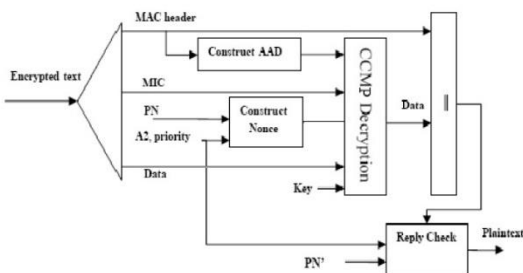 MAC header
Construct AAD
Encrypted text
MIC
CCMP Decryption
PN
Construct
Nonce
Data
||
A2, priority
Data
Key
Reply Check
Plaintext
PN'